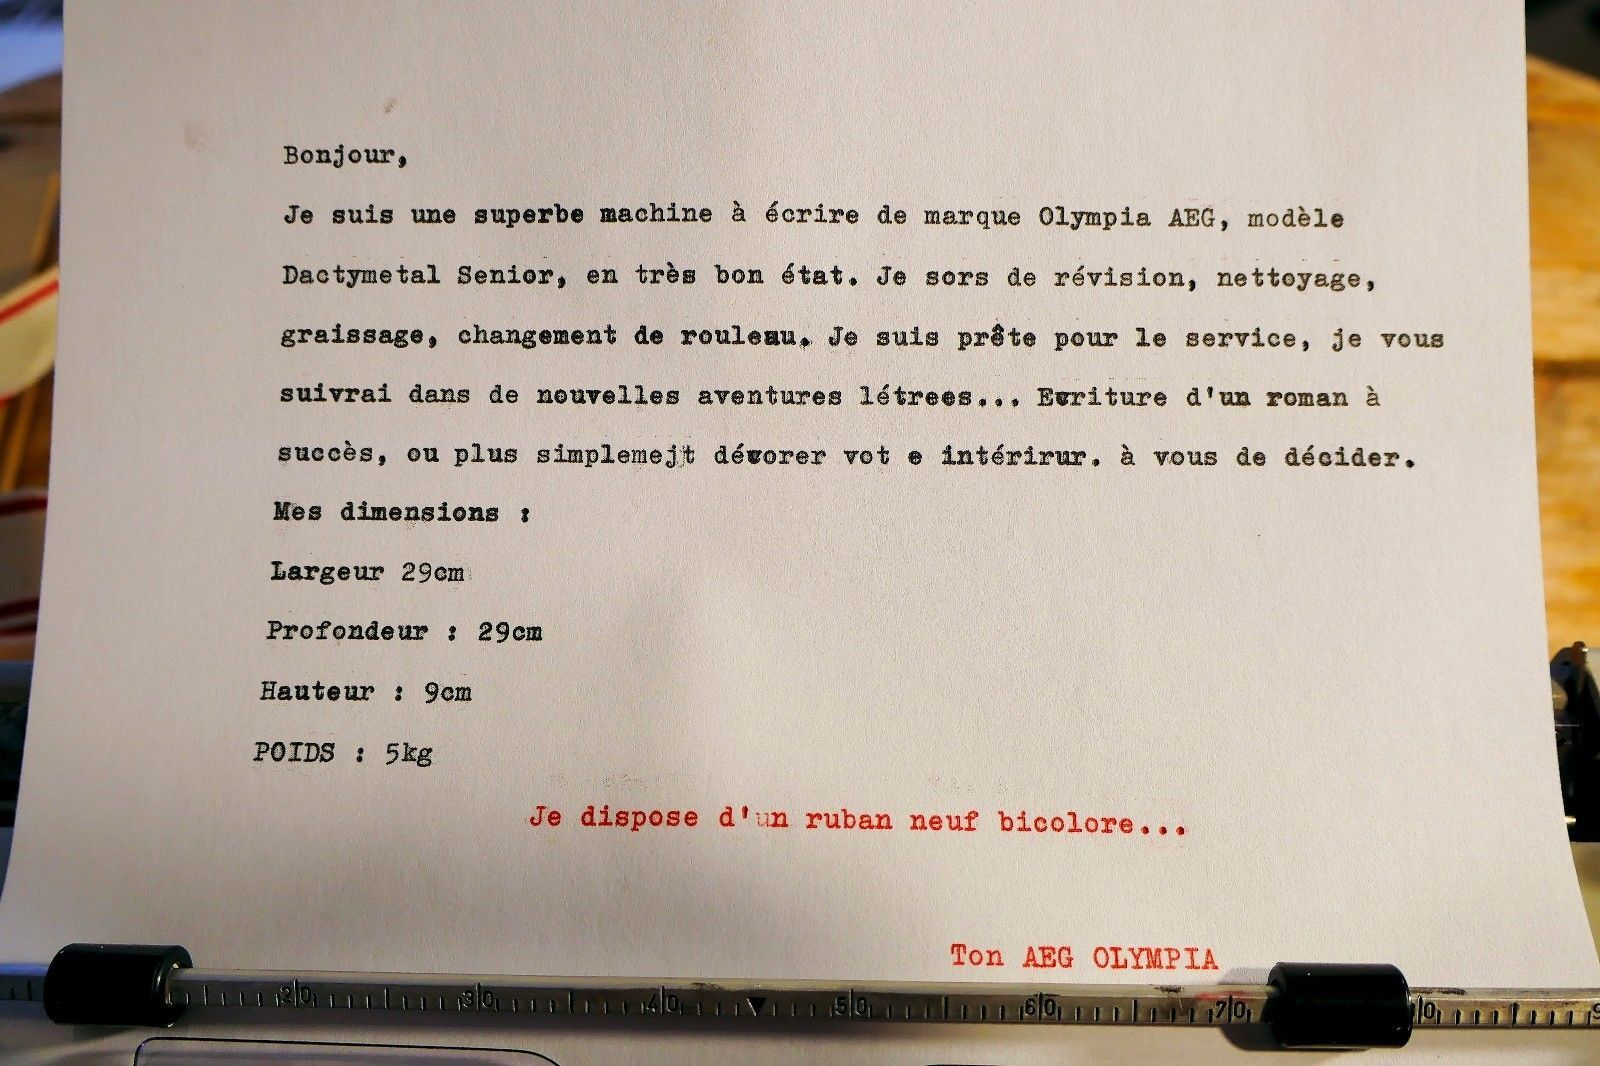 Bonjour,
Je suis une superbe machine à écrire de marque Olympia AEG, modèle
Dactymetal Senior, en très bon état. Je sors de révision, nettoyage,
graissage, changement de rouleau. Je suis prête pour le service, je vous
suivrai dans de nouvelles aventures létrees... Ecriture d'un roman à
succès, ou plus simplemejt dévorer vot e intérirur. à vous de décider.
Mes dimensions :
Largeur 29cm
Profondeur : 29cm
Hauteur : 9cm
POIDS : 5kg
Je dispose d'un ruban neuf bicolore...
Ton AEG OLYMPIA
20 30 40 50 60 70